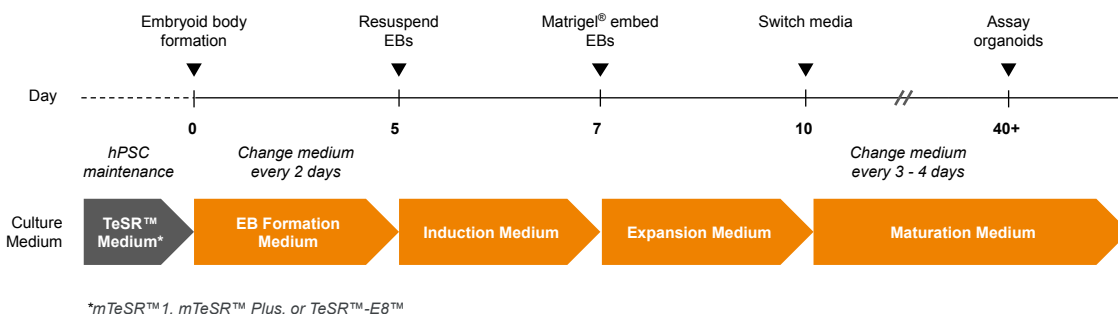 Embryoid body
formation
Resuspend
EBs
Matrigel® embed
EBs
Switch media
Assay
organoids
Day
0
5
7
10
40+
hPSC
maintenance
Change medium
every 2 days
Change medium
every 3 - 4 days
Culture
Medium
TeSR™
Medium*
EB Formation
Medium
Induction Medium
Expansion Medium
Maturation Medium
*mTeSR™1, mTeSR™ Plus, or TeSR™-E8™